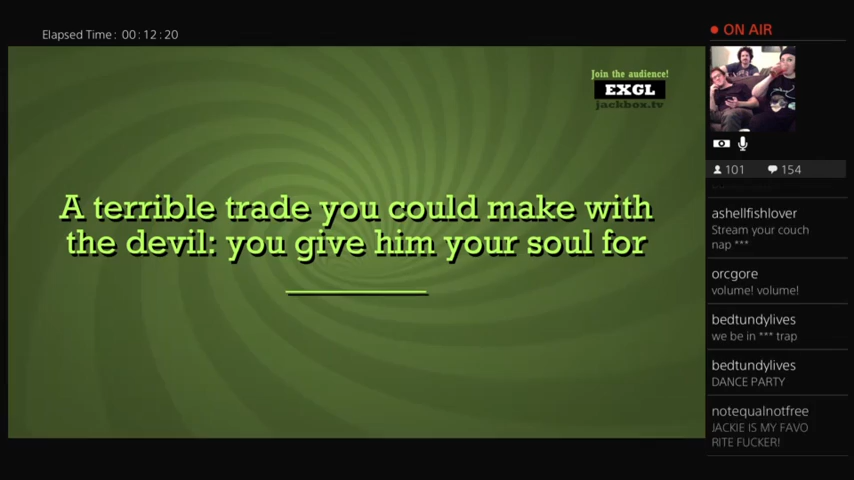 Elapsed Time: 00:12:20
ON AIR
Join the audience!
EXGL
jackbox.tv
A terrible trade you could make with
the devil: you give him your soul for
101
154
ashellfishlover
Stream your couch
nap ***
orcgore
volume! volume!
bedtundylives
we be in *** trap
bedtundylives
DANCE PARTY
notequalnotfree
JACKIE IS MY FAVO
RITE FUCKER!